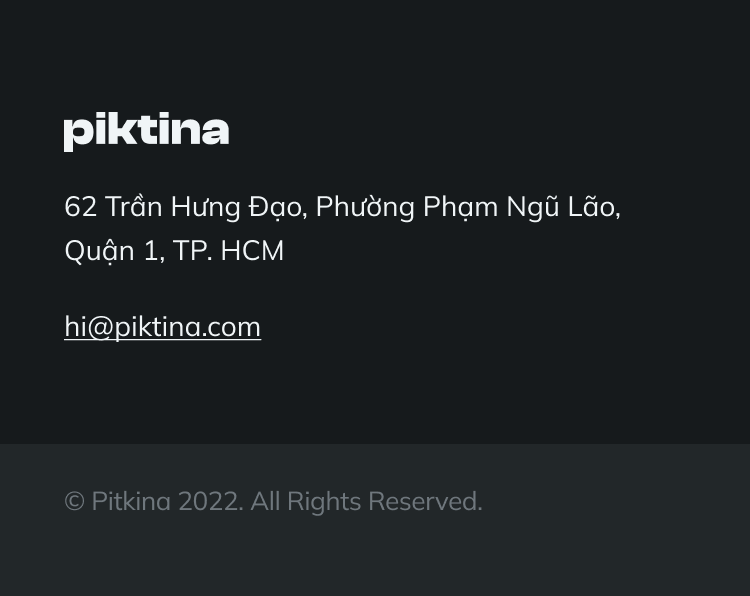 piktina
62 Trần Hưng Đạo, Phường Phạm Ngũ Lão,
Quận 1, TP. HCM
hi@piktina.com
© Pitkina 2022. All Rights Reserved.